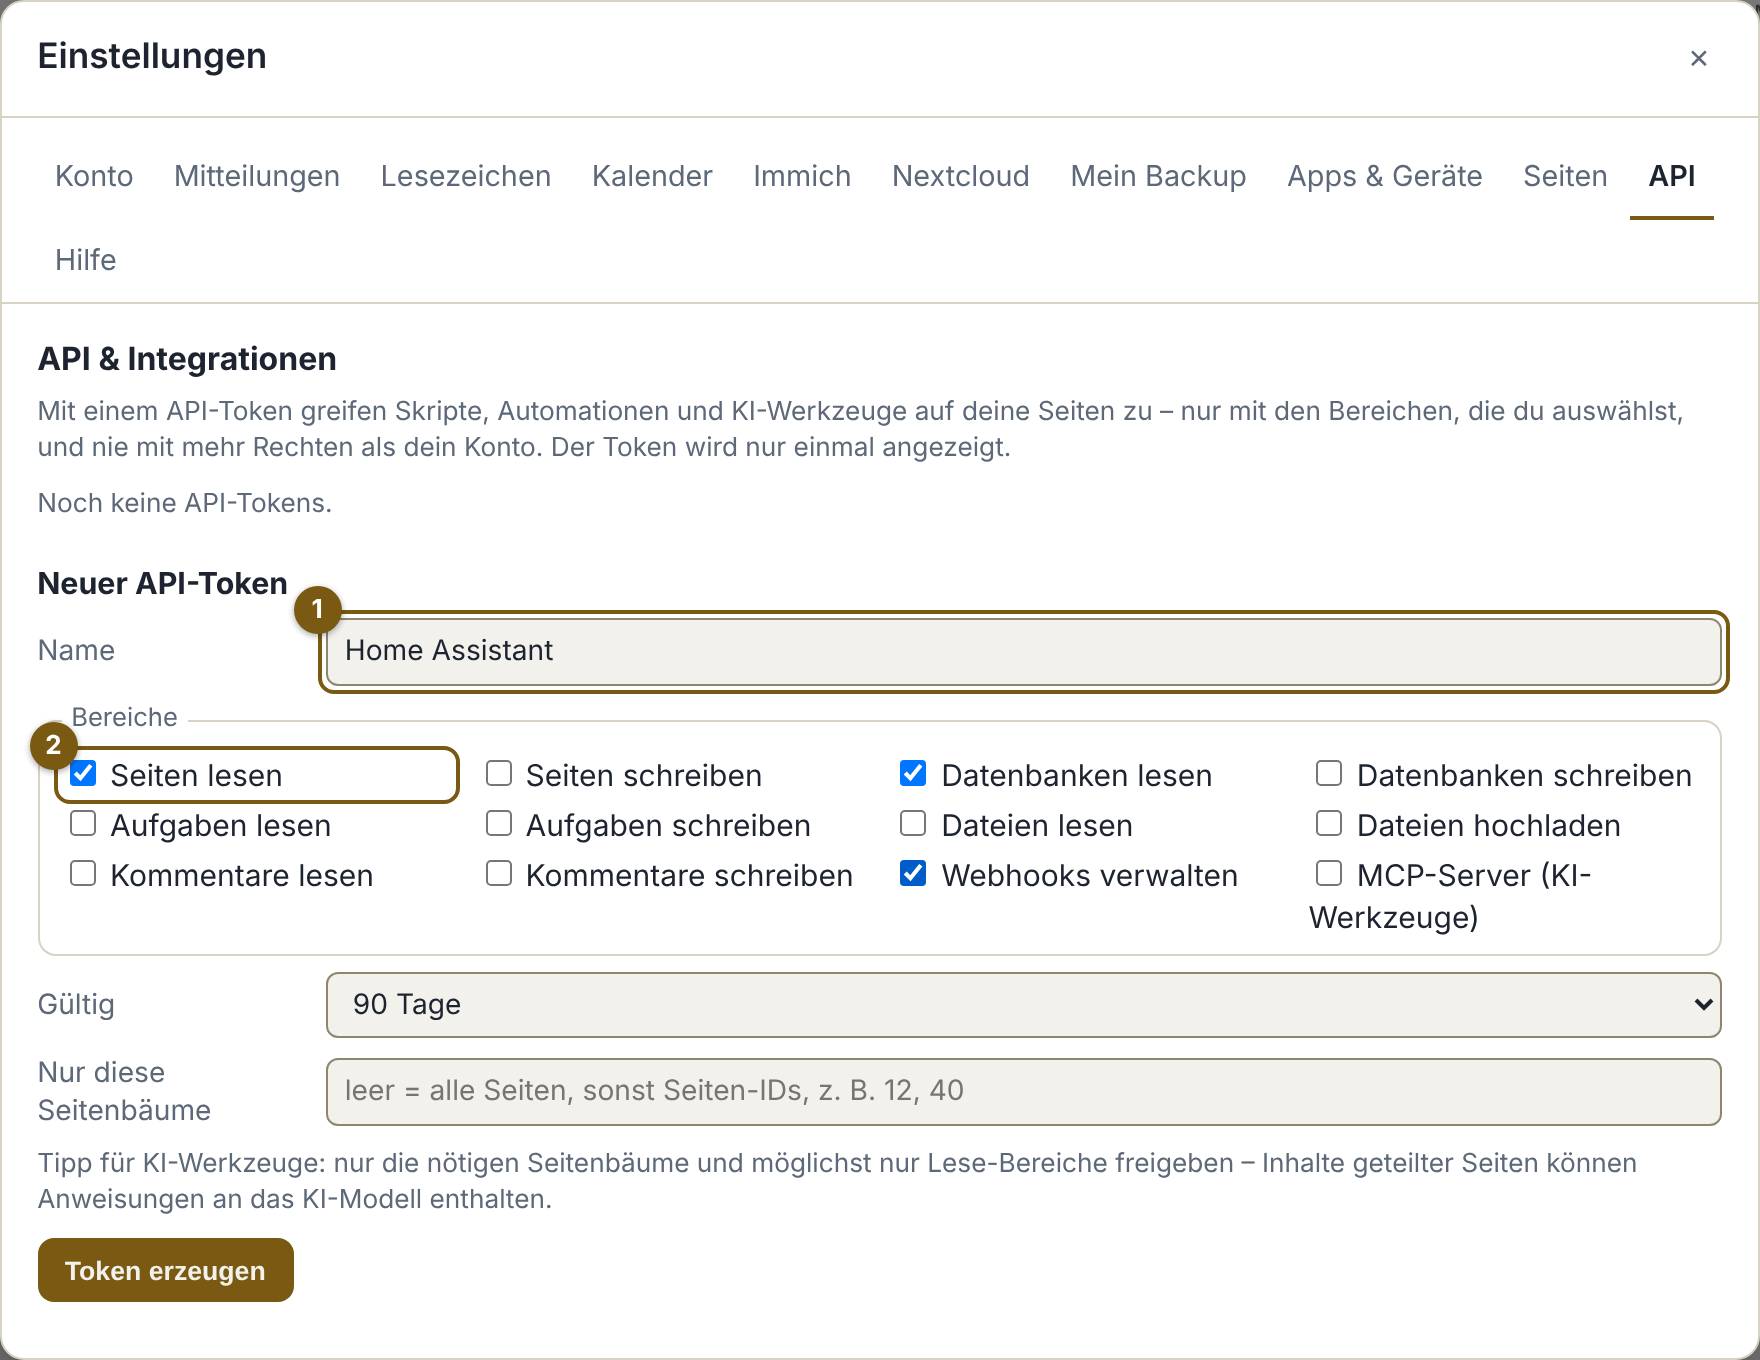 Einstellungen
×
Konto Mitteilungen Lesezeichen Kalender Immich Nextcloud Mein Backup Apps & Geräte Seiten API
Hilfe
API & Integrationen
Mit einem API-Token greifen Skripte, Automationen und KI-Werkzeuge auf deine Seiten zu – nur mit den Bereichen, die du auswählst,
und nie mit mehr Rechten als dein Konto. Der Token wird nur einmal angezeigt.
Noch keine API-Tokens.
Neuer API-Token
1
Name Home Assistant
Bereiche
2
Seiten lesen Seiten schreiben Datenbanken lesen Datenbanken schreiben
Aufgaben lesen Aufgaben schreiben Dateien lesen Dateien hochladen
Kommentare lesen Kommentare schreiben Webhooks verwalten MCP-Server (KI-
Werkzeuge)
Gültig 90 Tage
Nur diese
Seitenbäume
leer = alle Seiten, sonst Seiten-IDs, z. B. 12, 40
Tipp für KI-Werkzeuge: nur die nötigen Seitenbäume und möglichst nur Lese-Bereiche freigeben – Inhalte geteilter Seiten können
Anweisungen an das KI-Modell enthalten.
Token erzeugen